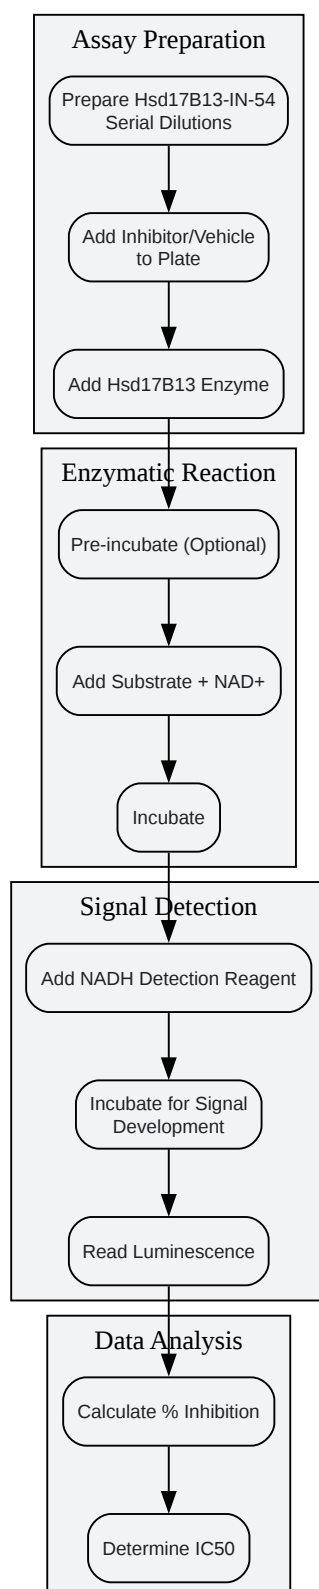 Assay Preparation
Prepare Hsd17B13-IN-54
Serial Dilutions
Add Inhibitor/Vehicle
to Plate
Add Hsd17B13 Enzyme
Enzymatic Reaction
Pre-incubate (Optional)
Add Substrate + NAD+
Incubate
Signal Detection
Add NADH Detection Reagent
Incubate for Signal
Development
Read Luminescence
Data Analysis
Calculate % Inhibition
Determine IC50